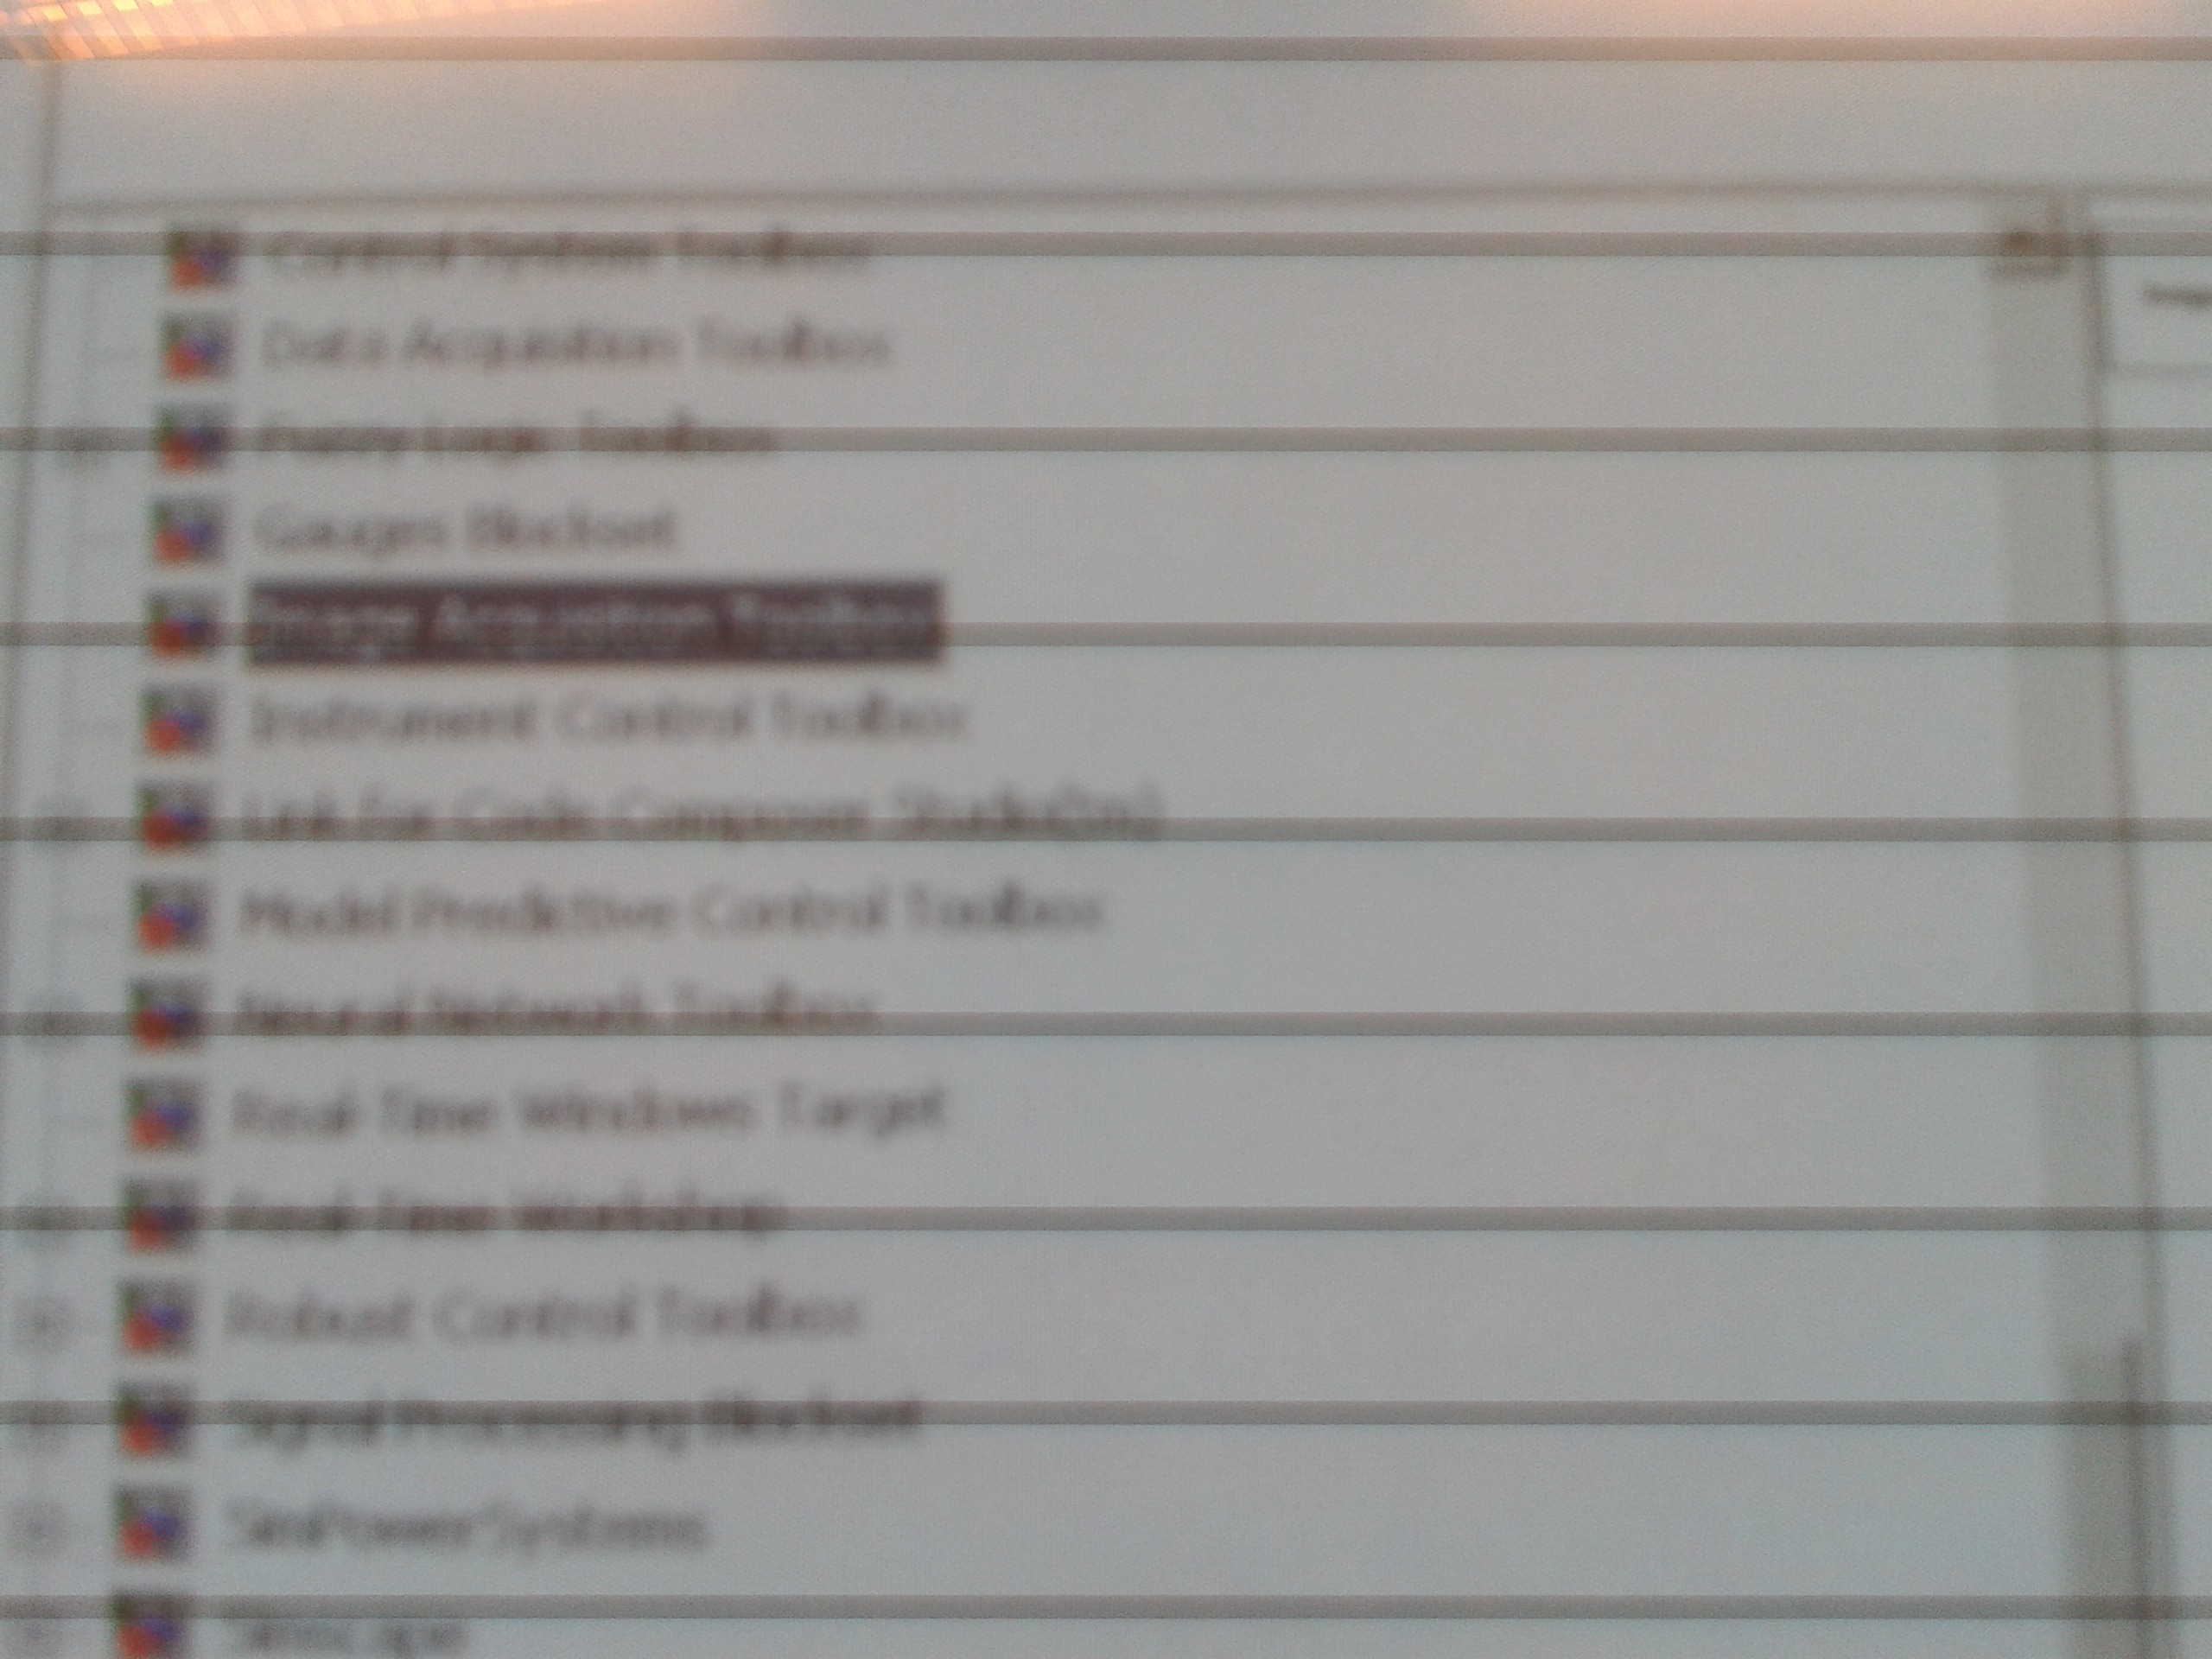 Control System Toolbox
Data Acquisition Toolbox
Fuzzy Logic Toolbox
Gauges Blockset
Image Acquisition Toolbox
Instrument Control Toolbox
Link for Code Composer Studio(tm)
Model Predictive Control Toolbox
Neural Network Toolbox
Real-Time Windows Target
Real-Time Workshop
Robust Control Toolbox
Signal Processing Blockset
SimPowerSystems
Simscape